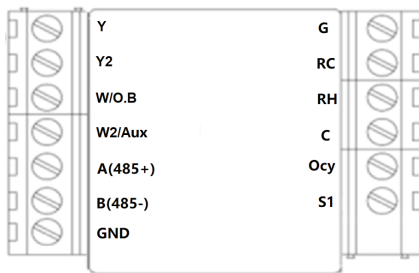 Y
Y2
W/O.B
W2/Aux
A(485+)
B(485-)
GND
G
RC
RH
C
Ocy
S1